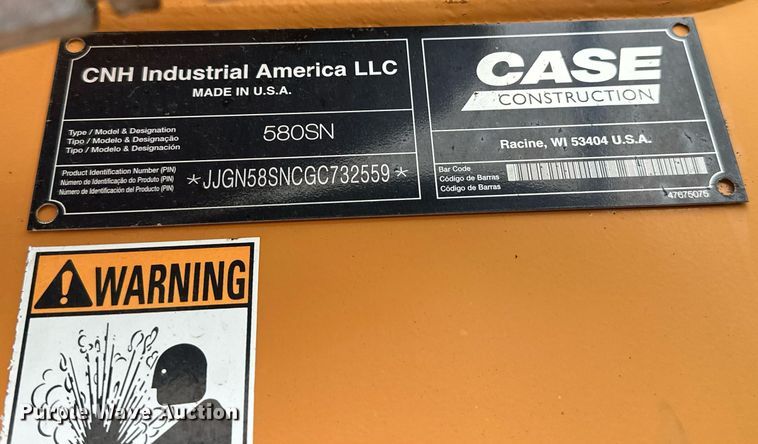 CNH Industrial America LLC
MADE IN U.S.A.
Type / Model & Designation
Tipo / Modelo & Designação
Tipo / Modelo & Designación
580SN
Product Identification Number (PIN)
Número de Identificação do Produto (PIN)
Número de Identificación del Producto (PIN)
*JJGN58SNCGC732559*
CASE
CONSTRUCTION
Racine, WI 53404 U.S.A.
Bar Code
Código de Barras
Código de Barras
47675075
WARNING
Purple Wave Auction